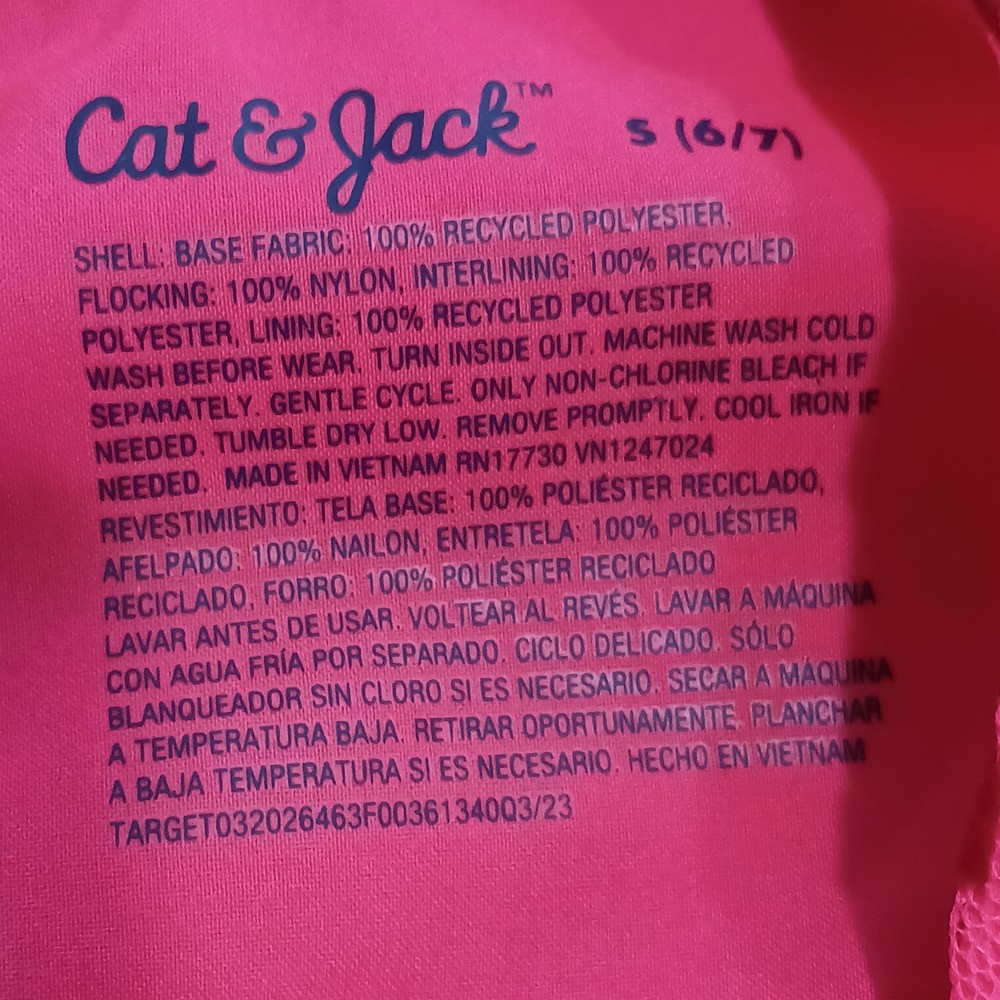 Cat & Jack™ S (6/7)
SHELL: BASE FABRIC: 100% RECYCLED POLYESTER,
FLOCKING: 100% NYLON, INTERLINING: 100% RECYCLED
POLYESTER, LINING: 100% RECYCLED POLYESTER
WASH BEFORE WEAR. TURN INSIDE OUT. MACHINE WASH COLD
SEPARATELY. GENTLE CYCLE. ONLY NON-CHLORINE BLEACH IF
NEEDED. TUMBLE DRY LOW. REMOVE PROMPTLY. COOL IRON IF
NEEDED. MADE IN VIETNAM RN17730 VN1247024
REVESTIMIENTO: TELA BASE: 100% POLIÉSTER RECICLADO,
AFELPADO: 100% NAILON, ENTRETELA: 100% POLIÉSTER
RECICLADO, FORRO: 100% POLIÉSTER RECICLADO
LAVAR ANTES DE USAR. VOLTEAR AL REVÉS. LAVAR A MÁQUINA
CON AGUA FRÍA POR SEPARADO. CICLO DELICADO. SÓLO
BLANQUEADOR SIN CLORO SI ES NECESARIO. SECAR A MÁQUINA
A TEMPERATURA BAJA. RETIRAR OPORTUNAMENTE. PLANCHAR
A BAJA TEMPERATURA SI ES NECESARIO. HECHO EN VIETNAM
TARGET032026463F00361340Q3/23